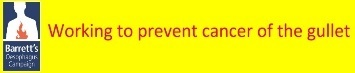 Barrett's
Oesophagus
Campaign
Working to prevent cancer of the gullet